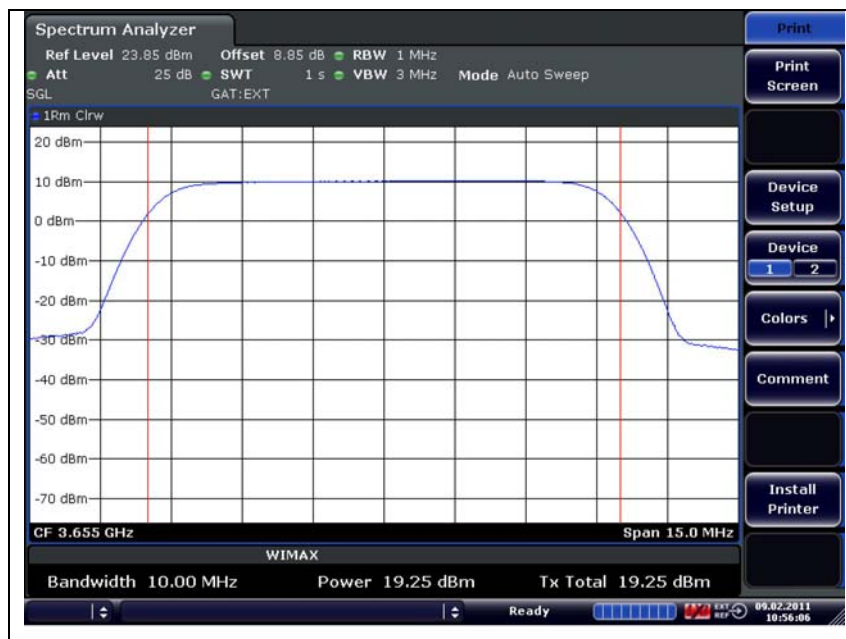 Spectrum Analyzer
Ref Level 23.85 dBm Offset 8.85 dB RBW 1 MHz
Att 25 dB SWT 1 s VBW 3 MHz Mode Auto Sweep
SGL GAT:EXT
1Rm Clrw
20 dBm
10 dBm
0 dBm
-10 dBm
-20 dBm
-30 dBm
-40 dBm
-50 dBm
-60 dBm
-70 dBm
CF 3.655 GHz Span 15.0 MHz
WIMAX
Bandwidth 10.00 MHz Power 19.25 dBm Tx Total 19.25 dBm
Ready EXT REF 09.02.2011
10:56:06
Print
Print
Screen
Device
Setup
Device
1 2
Colors
Comment
Install
Printer